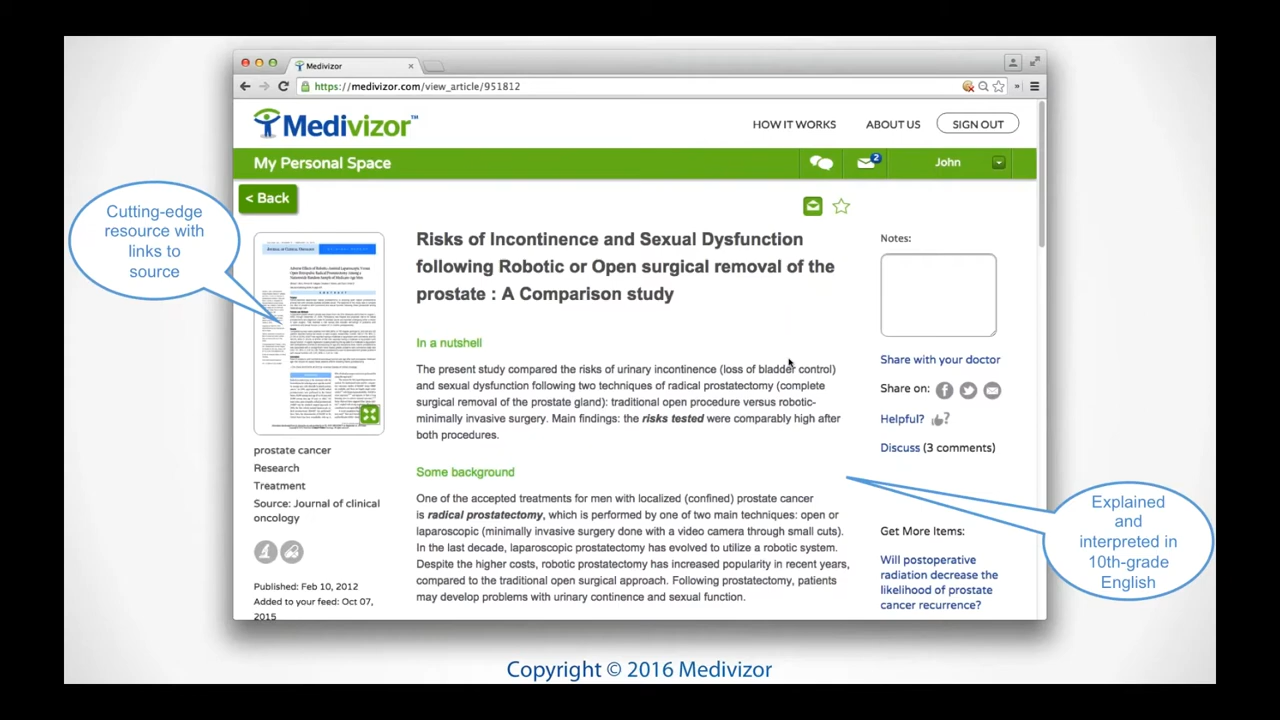 Medivizor
https://medivizor.com/view_article/951812
Medivizor™
HOW IT WORKS
ABOUT US
SIGN OUT
My Personal Space
2
John
< Back
Cutting-edge
resource with
links to
source
Risks of Incontinence and Sexual Dysfunction
following Robotic or Open surgical removal of the
prostate : A Comparison study
In a nutshell
The present study compared the risks of urinary incontinence (loss of bladder control)
and sexual dysfunction following two techniques of radical prostatectomy (complete
surgical removal of the prostate gland): traditional open procedure versus robotic-
minimally invasive surgery. Main findings: the risks tested were comparably high after
both procedures.
Some background
One of the accepted treatments for men with localized (confined) prostate cancer
is radical prostatectomy, which is performed by one of two main techniques: open or
laparoscopic (minimally invasive surgery done with a video camera through small cuts).
In the last decade, laparoscopic prostatectomy has evolved to utilize a robotic system.
Despite the higher costs, robotic prostatectomy has increased popularity in recent years,
compared to the traditional open surgical approach. Following prostatectomy, patients
may develop problems with urinary continence and sexual function.
prostate cancer
Research
Treatment
Source: Journal of clinical
oncology
Published: Feb 10, 2012
Added to your feed: Oct 07,
2015
Notes:
Share with your doctor
Share on:
Helpful? ?
Discuss (3 comments)
Get More Items:
Will postoperative
radiation decrease the
likelihood of prostate
cancer recurrence?
Explained
and
interpreted in
10th-grade
English
Copyright © 2016 Medivizor